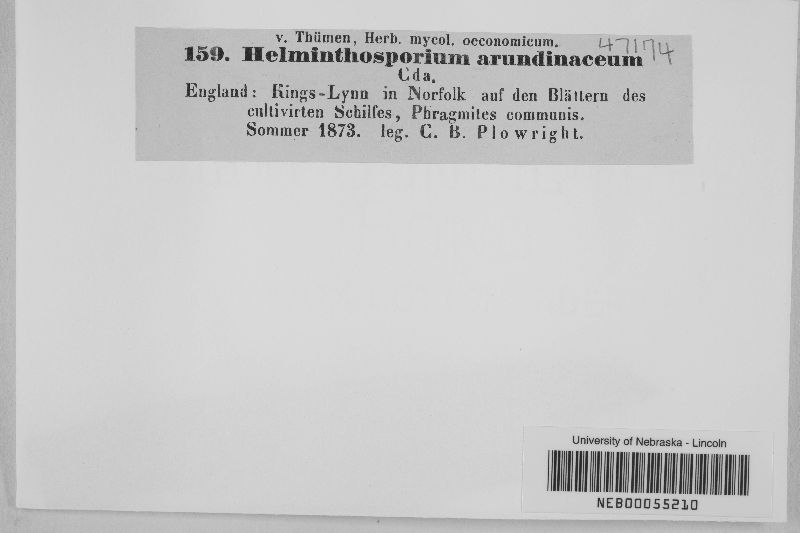 v. Thümen, Herb. mycol. oeconomicum.
47174
159. Helminthosporium arundinaceum
Cda.
England: Kings-Lynn in Norfolk auf den Blättern des
cultivirten Schilfes, Phragmites communis.
Sommer 1873. leg. C. B. Plowright.
University of Nebraska - Lincoln
NEB00055210